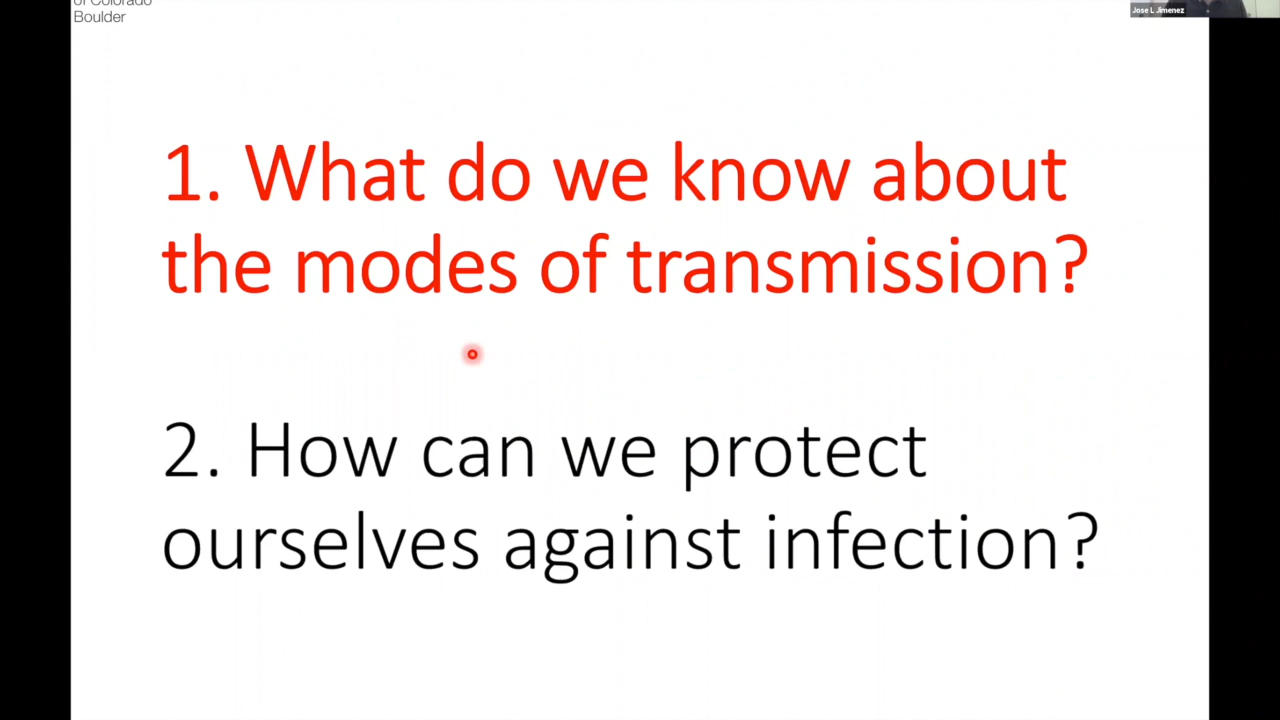 of Colorado
Boulder
Jose L Jimenez
1. What do we know about
the modes of transmission?
2. How can we protect
ourselves against infection?